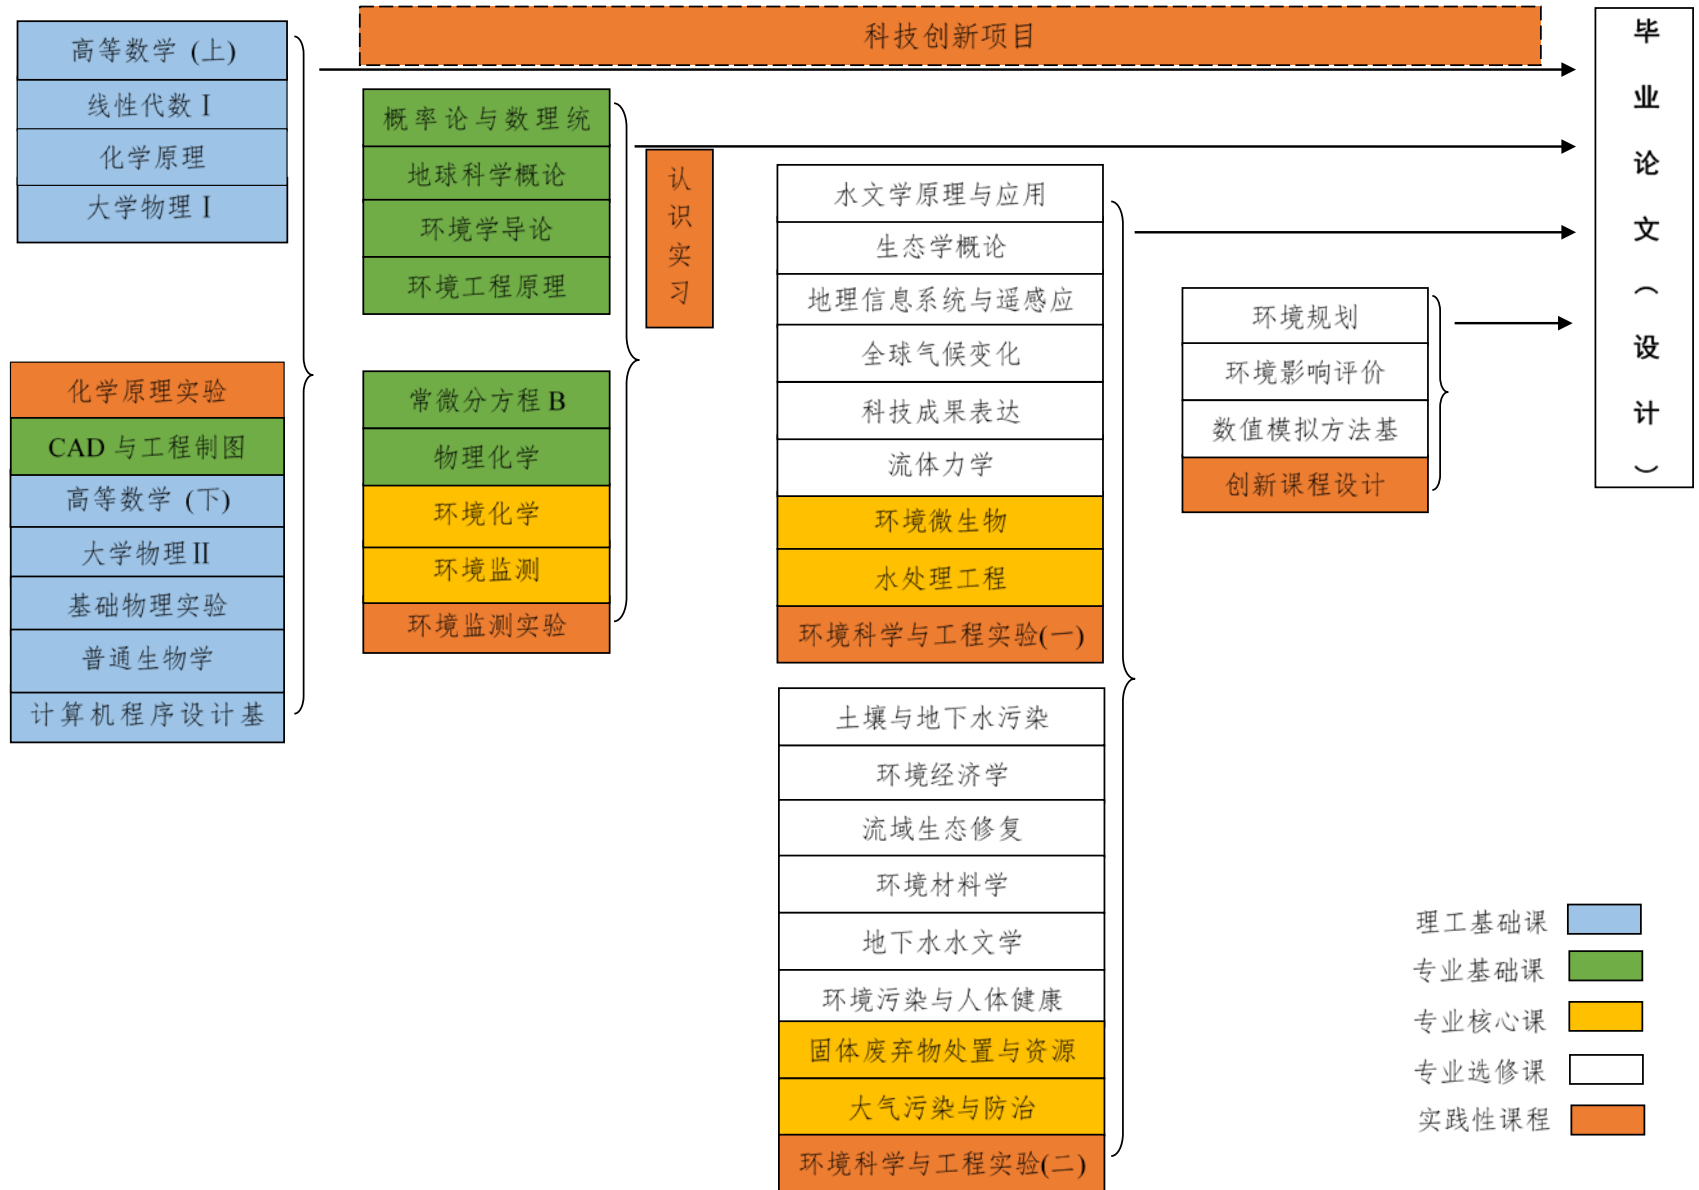 科技创新项目
高等数学 (上)
线性代数 I
化学原理
大学物理 I
化学原理实验
CAD 与工程制图
高等数学 (下)
大学物理 II
基础物理实验
普通生物学
计算机程序设计基
概率论与数理统
地球科学概论
环境学导论
环境工程原理
常微分方程 B
物理化学
环境化学
环境监测
环境监测实验
认识实习
水文学原理与应用
生态学概论
地理信息系统与遥感应
全球气候变化
科技成果表达
流体力学
环境微生物
水处理工程
环境科学与工程实验(一)
土壤与地下水污染
环境经济学
流域生态修复
环境材料学
地下水水文学
环境污染与人体健康
固体废弃物处置与资源
大气污染与防治
环境科学与工程实验(二)
环境规划
环境影响评价
数值模拟方法基
创新课程设计
毕业论文（设计）
理工基础课
专业基础课
专业核心课
专业选修课
实践性课程